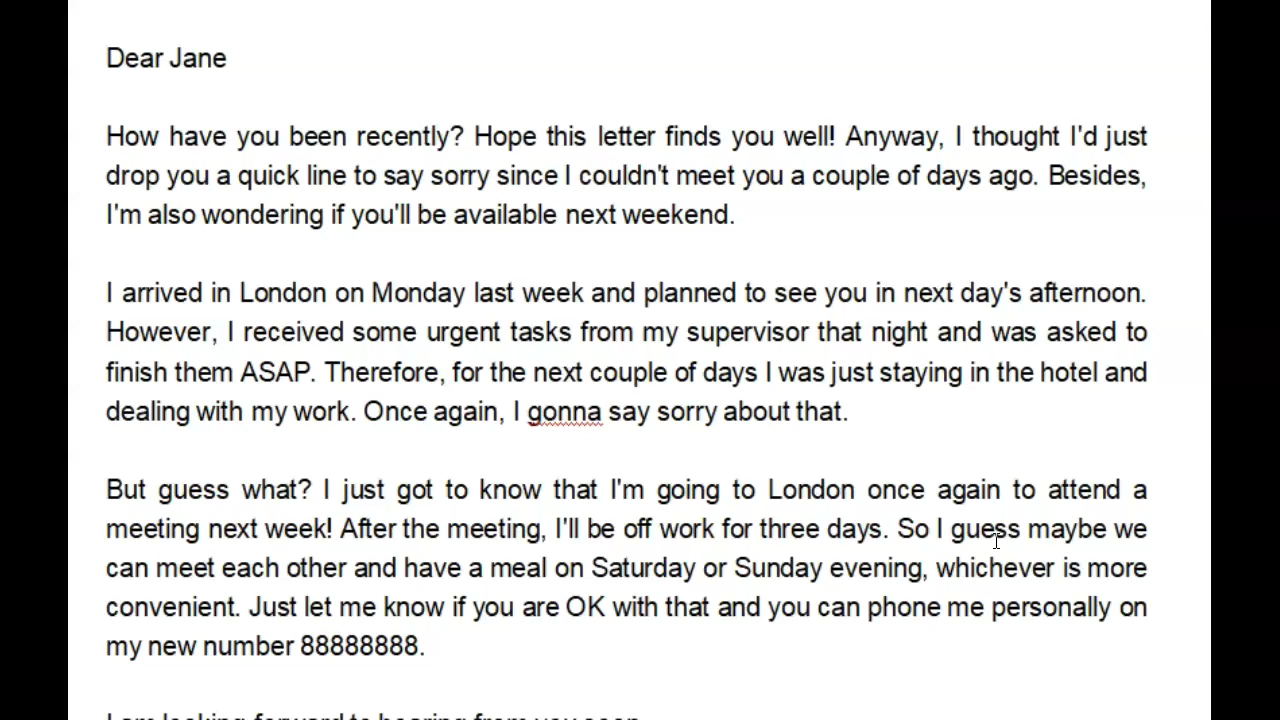 Dear Jane
How have you been recently? Hope this letter finds you well! Anyway, I thought I'd just
drop you a quick line to say sorry since I couldn't meet you a couple of days ago. Besides,
I'm also wondering if you'll be available next weekend.
I arrived in London on Monday last week and planned to see you in next day's afternoon.
However, I received some urgent tasks from my supervisor that night and was asked to
finish them ASAP. Therefore, for the next couple of days I was just staying in the hotel and
dealing with my work. Once again, I gonna say sorry about that.
But guess what? I just got to know that I'm going to London once again to attend a
meeting next week! After the meeting, I'll be off work for three days. So I guess maybe we
can meet each other and have a meal on Saturday or Sunday evening, whichever is more
convenient. Just let me know if you are OK with that and you can phone me personally on
my new number 88888888.
I am looking forward to hearing from you soon